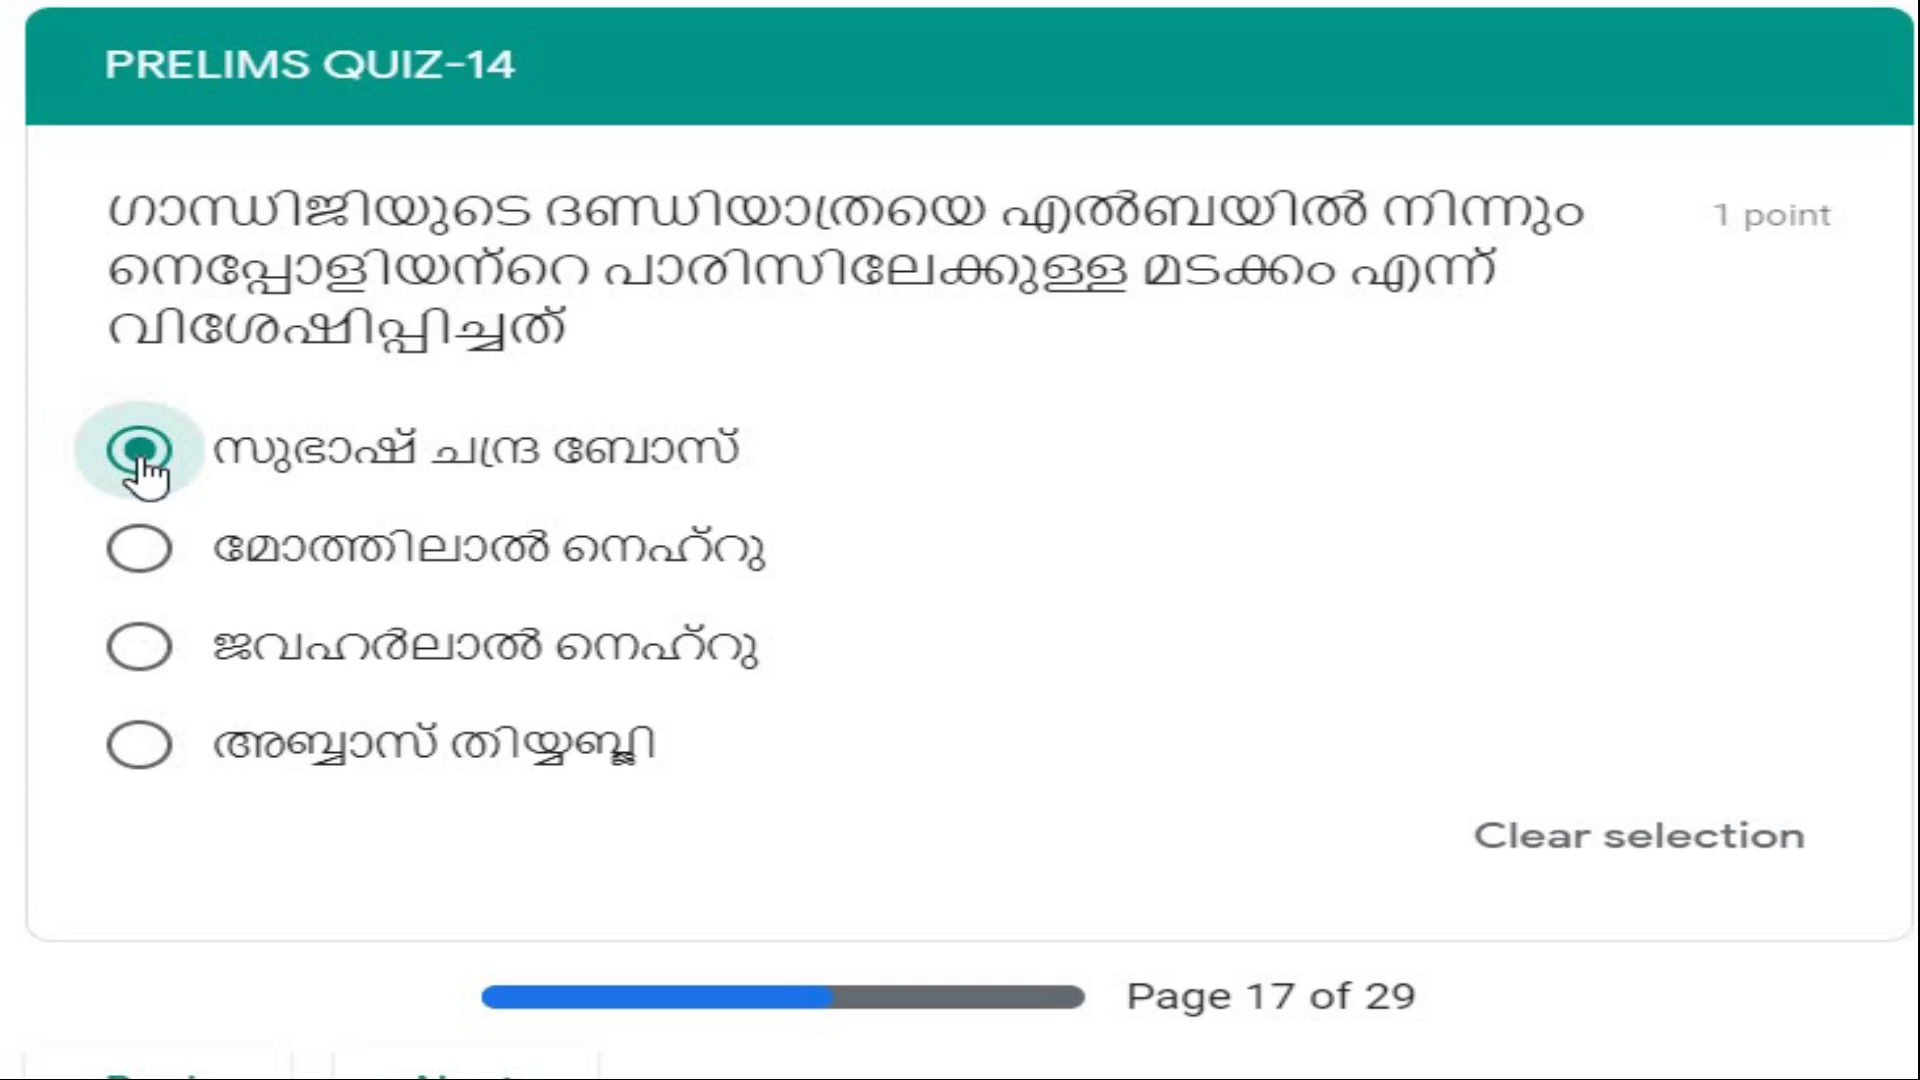 PRELIMS QUIZ-14
ഗാന്ധിജിയുടെ ദണ്ഡിയാത്രയെ എൽബയിൽ നിന്നും
1 point
നെപ്പോളിയന്റെ പാരിസിലേക്കുള്ള മടക്കം എന്ന്
വിശേഷിപ്പിച്ചത്
സുഭാഷ് ചന്ദ്ര ബോസ്
മോത്തിലാൽ നെഹ്റു
ജവഹർലാൽ നെഹ്റു
അബ്ബാസ് തിയ്യബ്ജി
Clear selection
Page 17 of 29